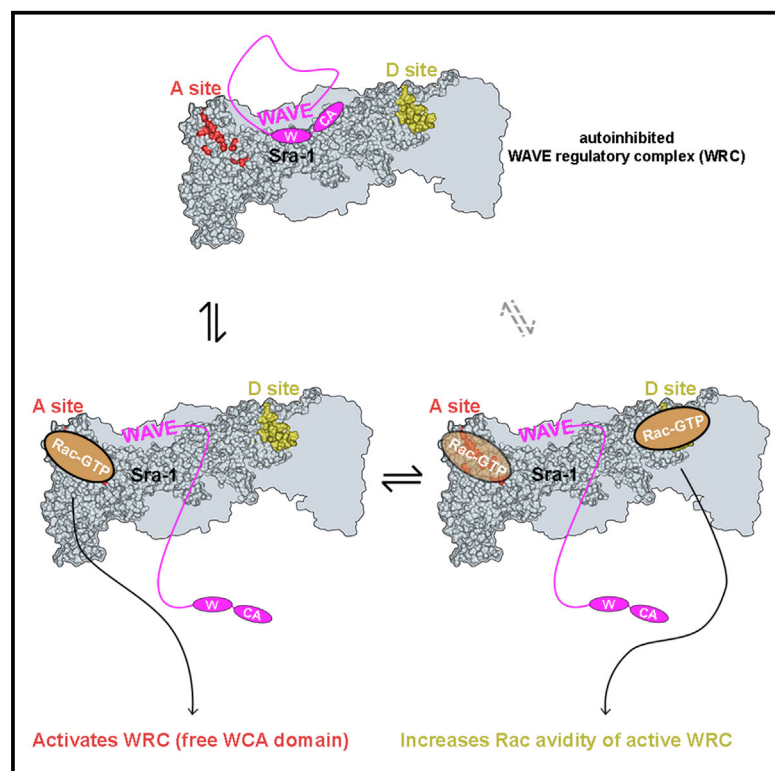 A site
D site
WAVE
W
CA
Sra-1
autoinhibited
WAVE regulatory complex (WRC)
A site
D site
WAVE
Rac-GTP
Sra-1
W
CA
D site
A site
WAVE
Rac-GTP
Rac-GTP
Sra-1
W
CA
Activates WRC (free WCA domain)
Increases Rac avidity of active WRC